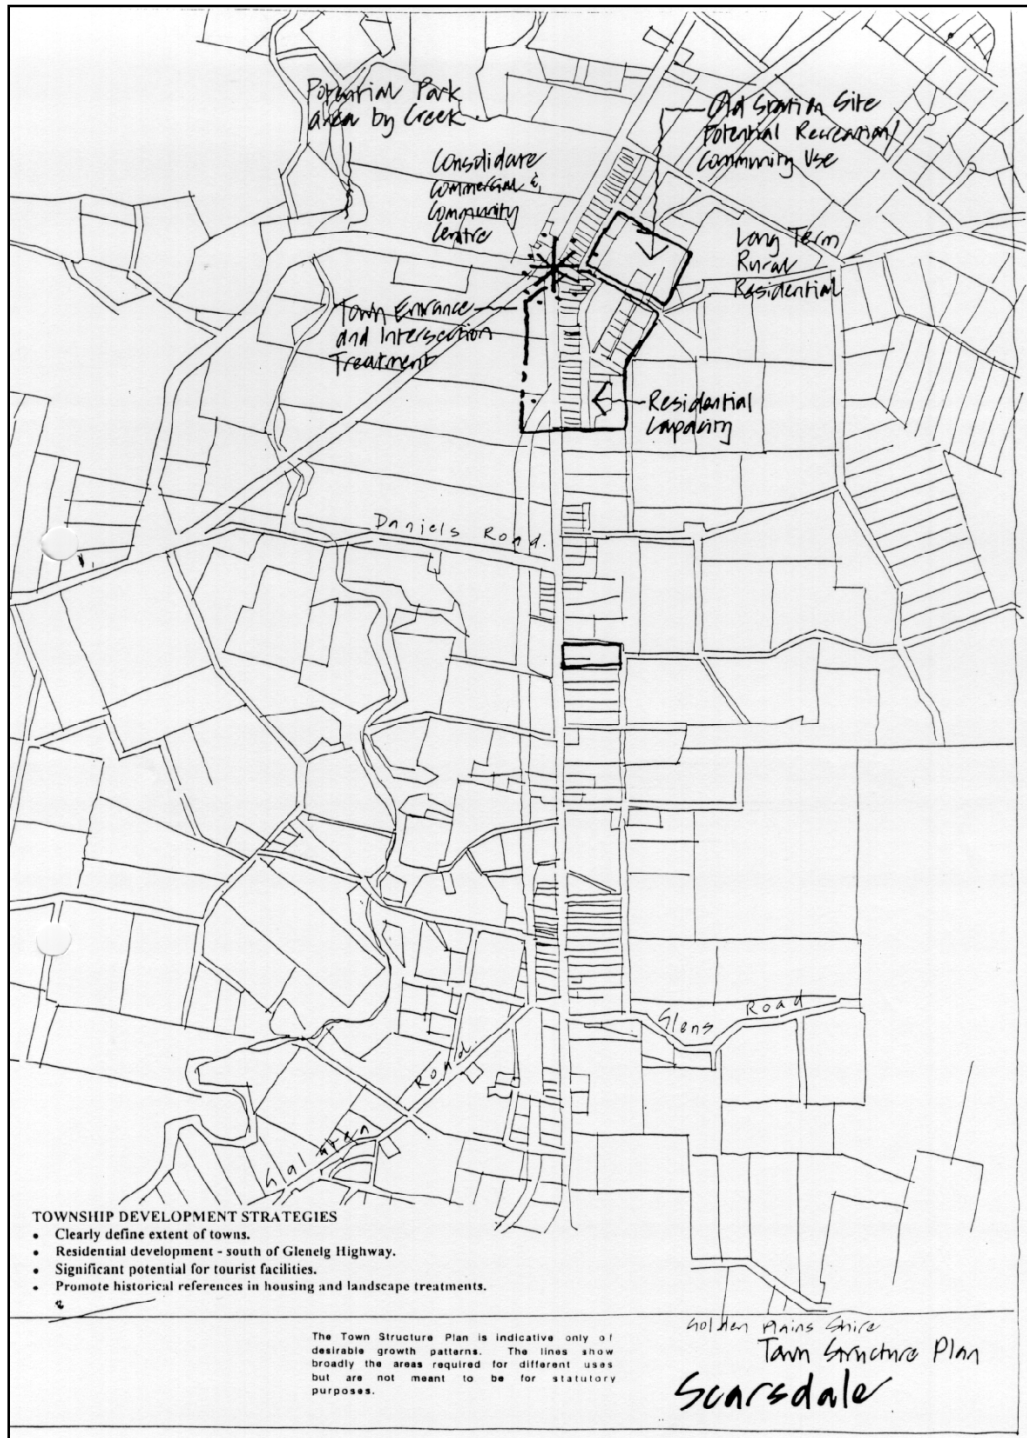 Potential Park
area by Creek
Consolidate
Commercial &
Community
Centre
Old Station Site
Potential Recreation/
Community Use
Long Term
Rural
Residential
Town Entrance
and Intersection
Treatment
Residential
Capacity
Daniels Road.
Glens Road
Road.
TOWNSHIP DEVELOPMENT STRATEGIES
• Clearly define extent of towns.
• Residential development - south of Glenelg Highway.
• Significant potential for tourist facilities.
• Promote historical references in housing and landscape treatments.
The Town Structure Plan is indicative only of
desirable growth patterns. The lines show
broadly the areas required for different uses
but are not meant to be for statutory
purposes.
Golden Plains Shire
Town Structure Plan
Scarsdale